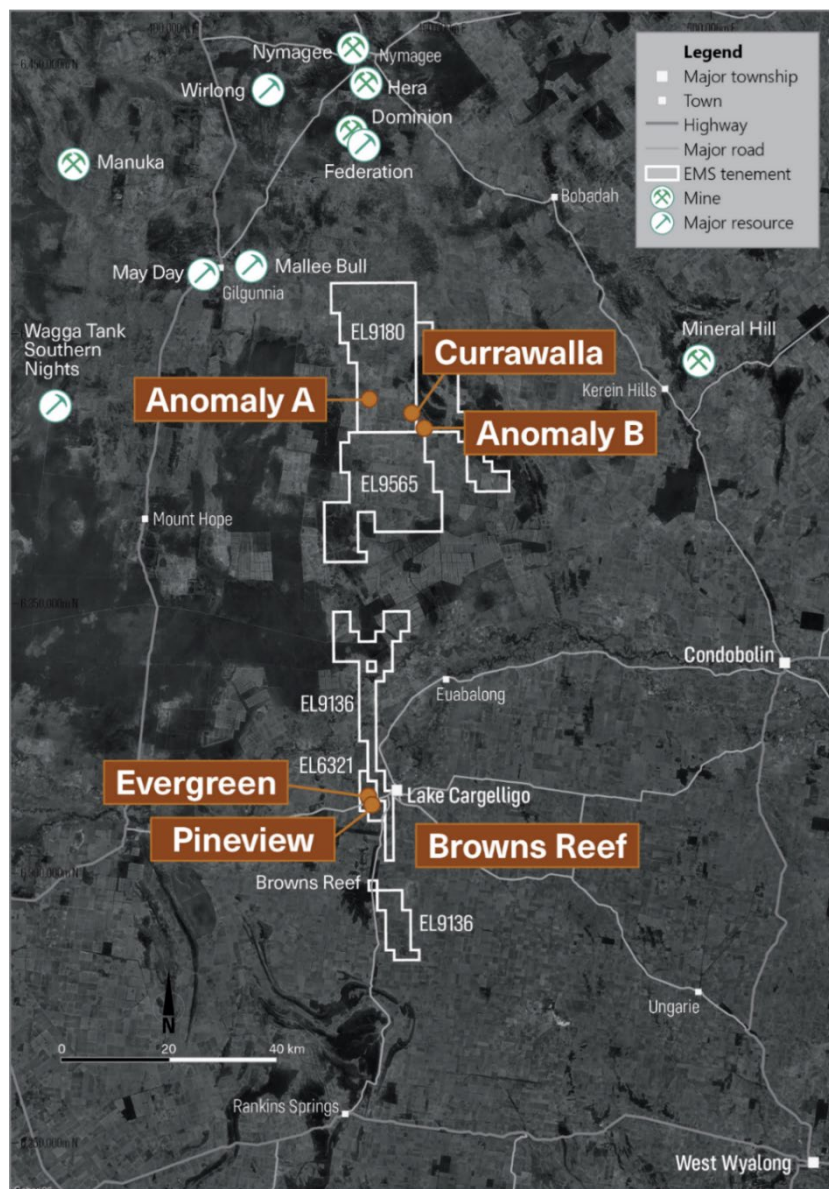 Nymagee
Nymagee
Wirlong
Hera
Dominion
Federation
Manuka
Bobadah
May Day
Mallee Bull
Gilgunnia
Legend
Major township
Town
Highway
Major road
EMS tenement
Mine
Major resource
Wagga Tank
Southern
Nights
EL9180
Currawalla
Mineral Hill
Anomaly A
Kerein Hills
Anomaly B
EL9565
Mount Hope
Condobolin
Euabalong
EL9136
EL6321
Evergreen
Lake Cargelligo
Pineview
Browns Reef
Browns Reef
EL9136
Ungarie
N
0 20 40 km
Rankins Springs
West Wyalong